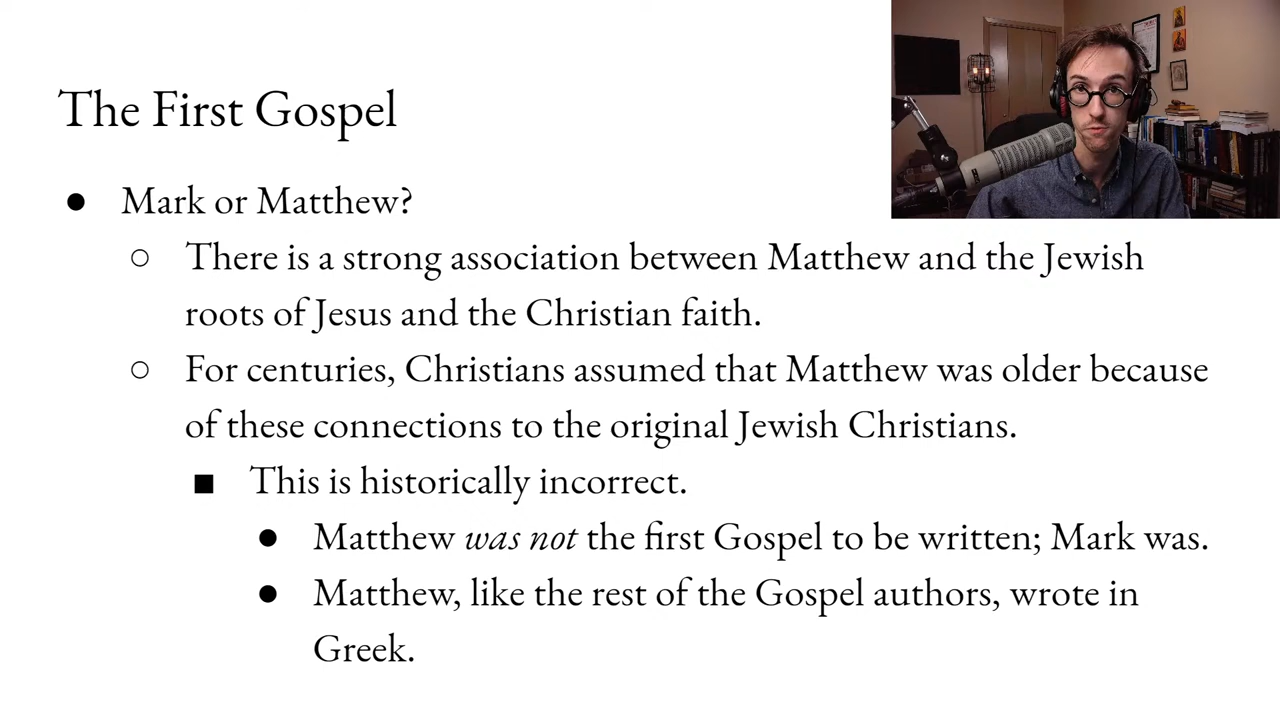 The First Gospel
● Mark or Matthew?
○ There is a strong association between Matthew and the Jewish
roots of Jesus and the Christian faith.
○ For centuries, Christians assumed that Matthew was older because
of these connections to the original Jewish Christians.
■ This is historically incorrect.
● Matthew was not the first Gospel to be written; Mark was.
● Matthew, like the rest of the Gospel authors, wrote in
Greek.